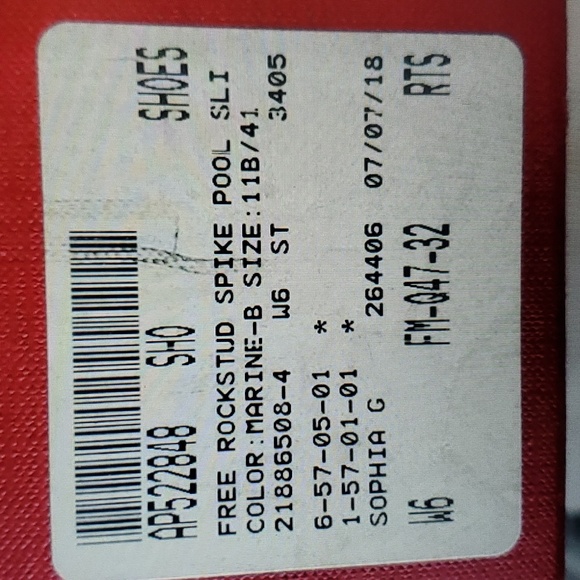 AP522848 SHO SHOES
FREE ROCKSTUD SPIKE POOL SLI
COLOR:MARINE-B SIZE:11B/41
21886508-4 W6 ST 3405
6-57-05-01 *
1-57-01-01 *
SOPHIA G 264406 07/07/18
W6 FM-Q47-32 RTS